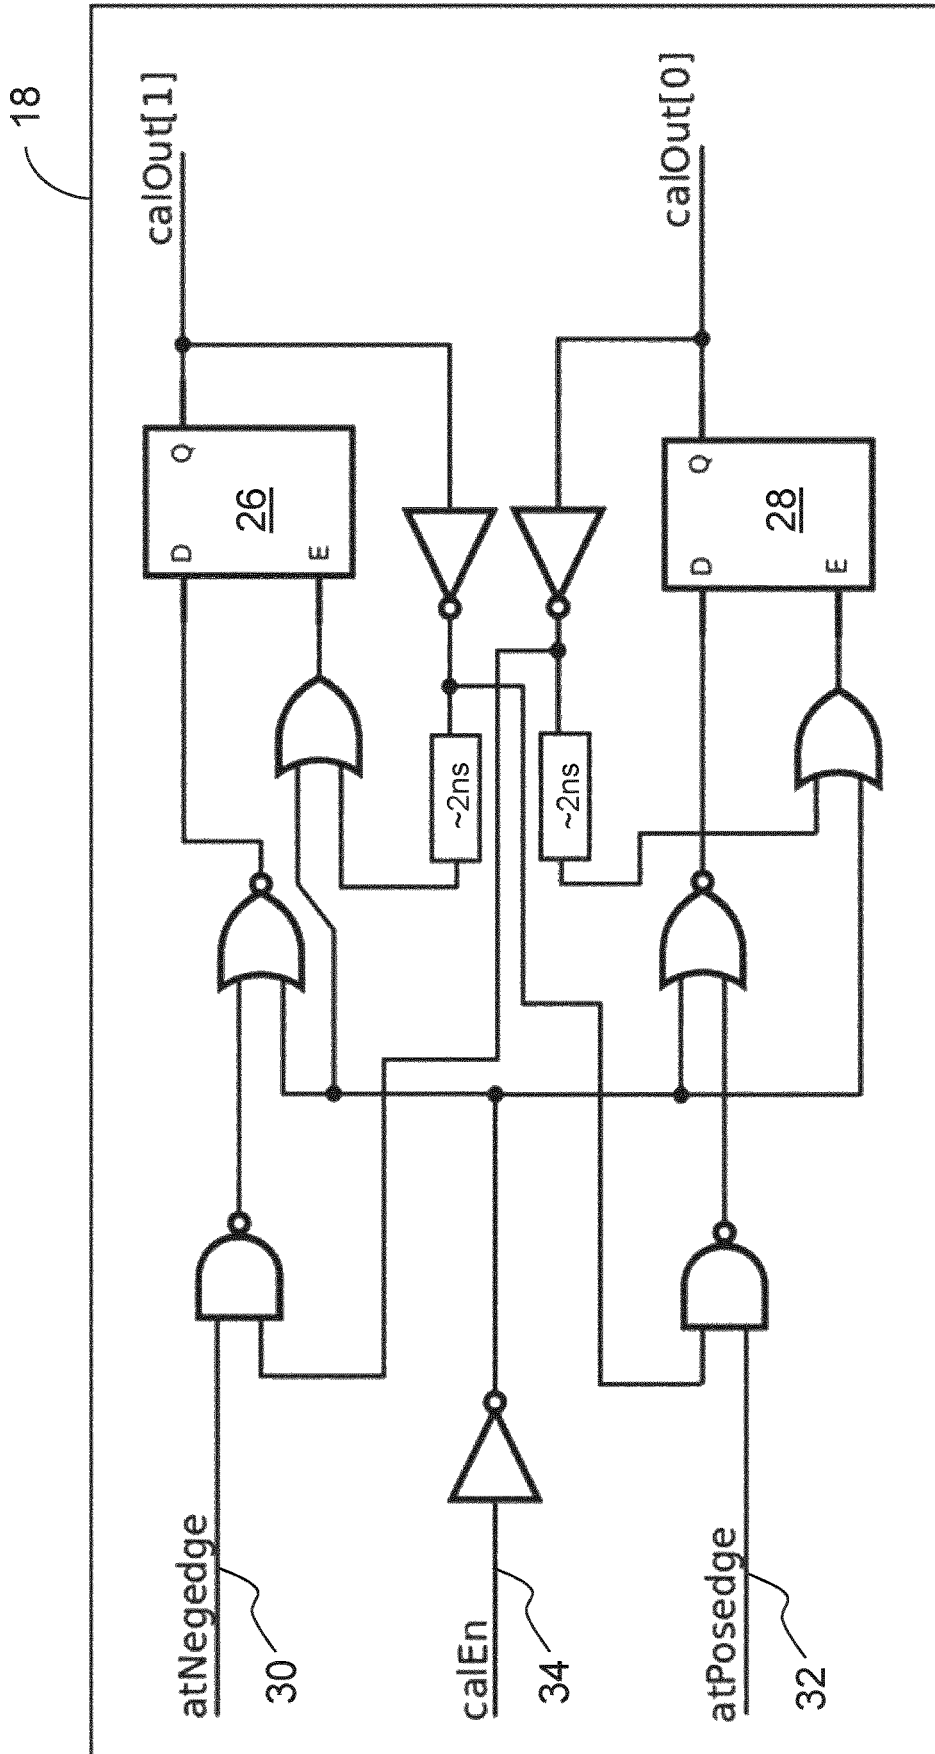 18
calOut[1]
calOut[0]
D
Q
26
E
D
Q
28
E
~2ns
~2ns
atNegedge
30
calEn
34
atPosedge
32